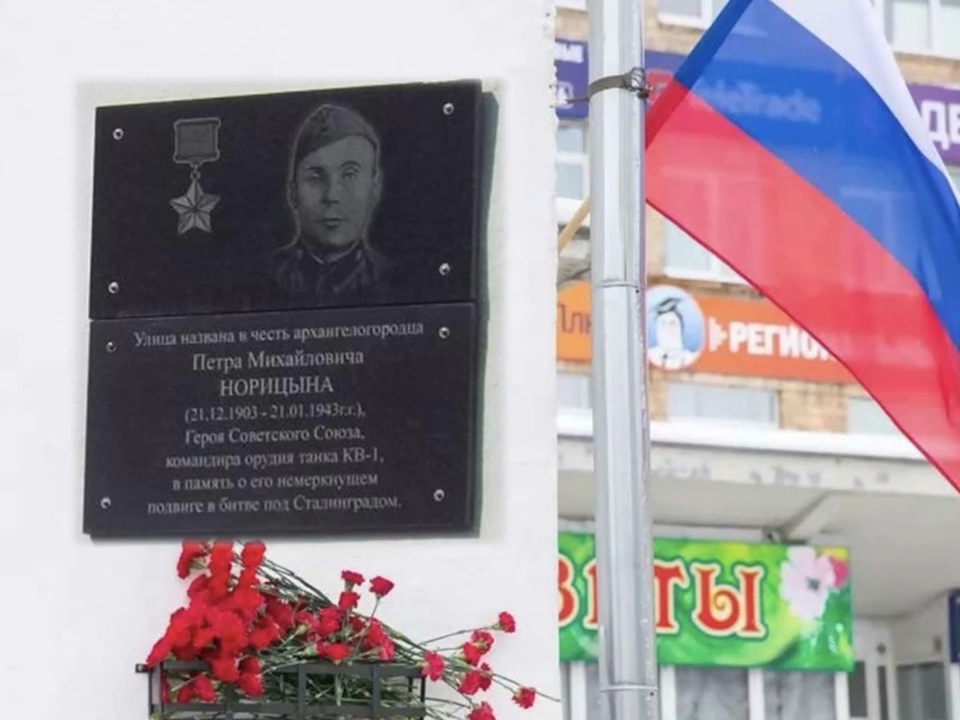 Улица названа в честь архангелогородца
Петра Михайловича
НОРИЦЫНА
(21.12.1903 - 21.01.1943г.г.),
Героя Советского Союза,
командира орудия танка КВ-1,
в память о его немеркнущем
подвиге в битве под Сталинградом.
TeleTrade
РЕГИОН